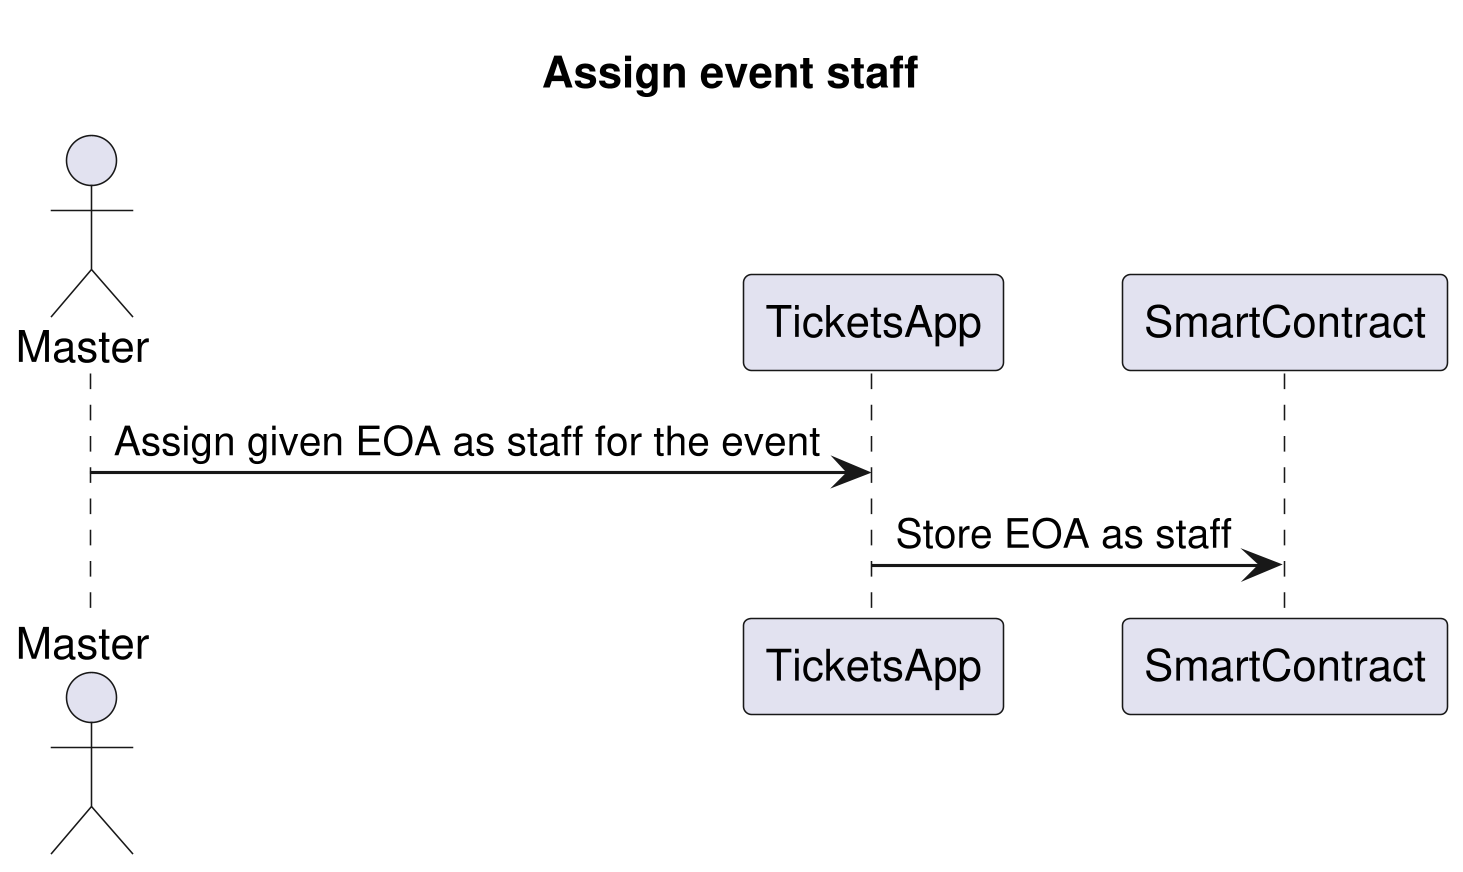 Assign event staff
Master
TicketsApp
SmartContract
Assign given EOA as staff for the event
Store EOA as staff
Master
TicketsApp
SmartContract